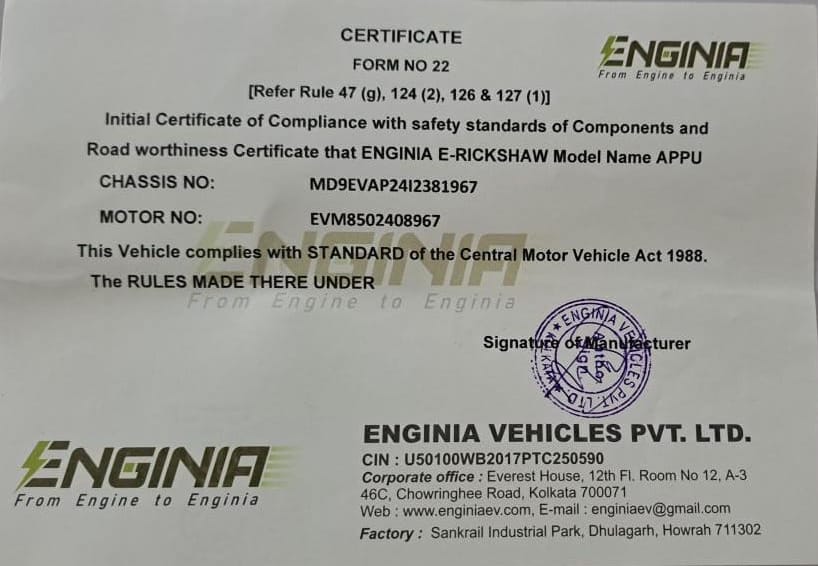 CERTIFICATE
FORM NO 22
ENGINIA
From Engine to Enginia
[Refer Rule 47 (g), 124 (2), 126 & 127 (1)]
Initial Certificate of Compliance with safety standards of Components and
Road worthiness Certificate that ENGINIA E-RICKSHAW Model Name APPU
CHASSIS NO: MD9EVAP24I2381967
MOTOR NO: EVM8502408967
ENGINIA
This Vehicle complies with STANDARD of the Central Motor Vehicle Act 1988.
The RULES MADE THERE UNDER
From Engine to Enginia
Signature of Manufacturer
ENGINIA VEHICLES PVT. LTD.
KOLKATA
ENGINIA
From Engine to Enginia
ENGINIA VEHICLES PVT. LTD.
CIN : U50100WB2017PTC250590
Corporate office : Everest House, 12th Fl. Room No 12, A-3
46C, Chowringhee Road, Kolkata 700071
Web : www.enginiaev.com, E-mail : enginiaev@gmail.com
Factory : Sankrail Industrial Park, Dhulagarh, Howrah 711302